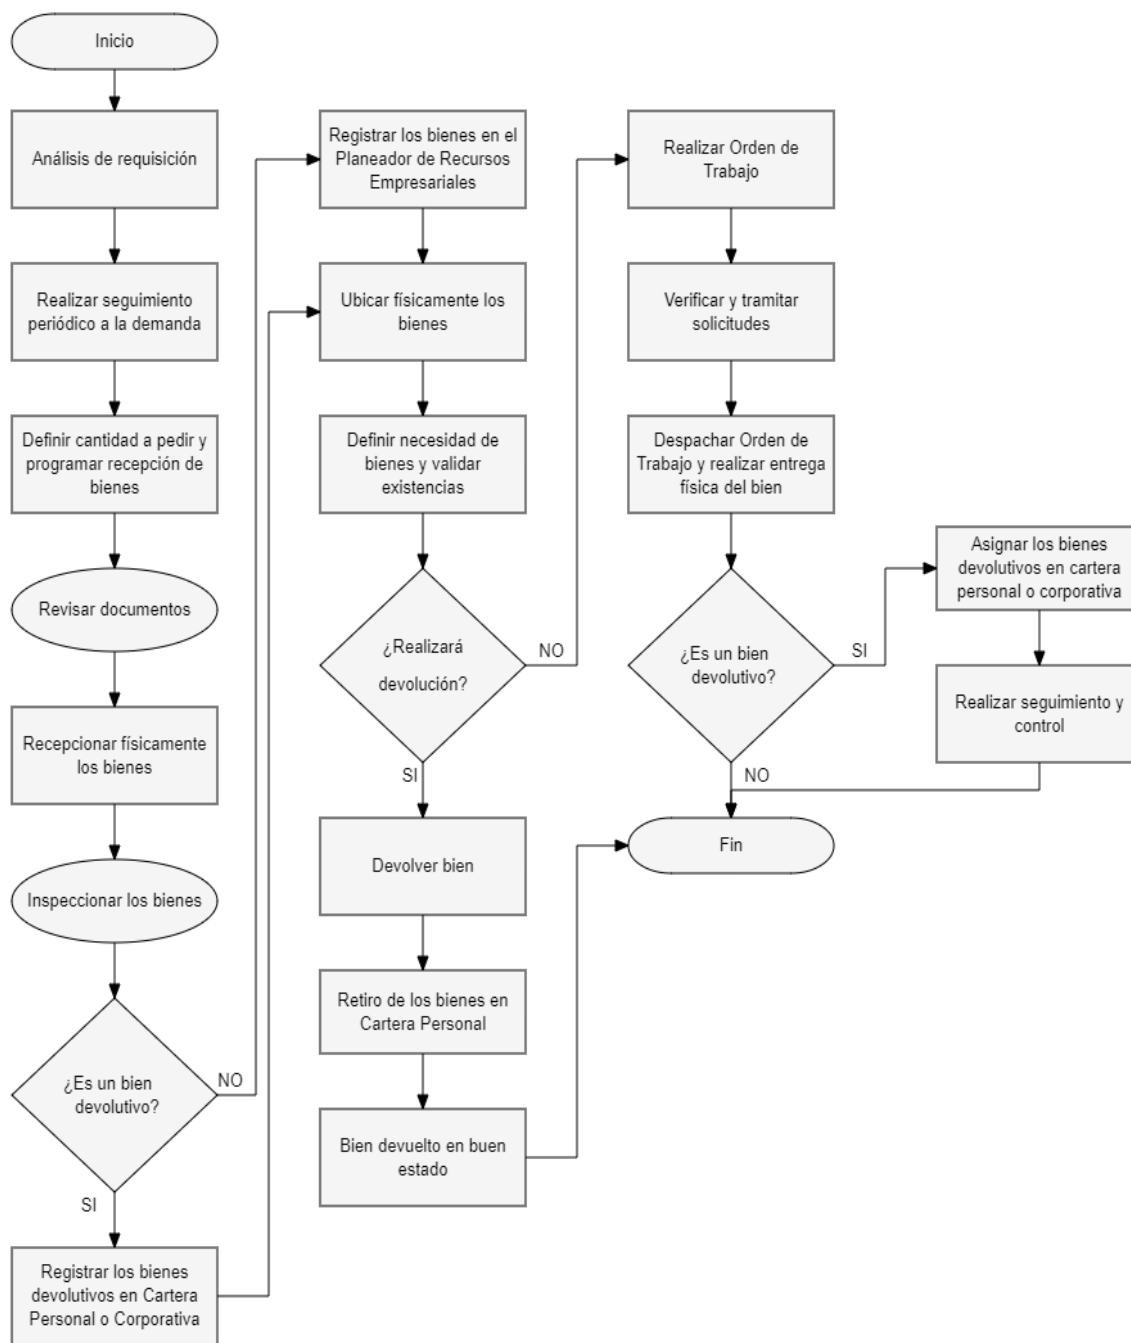 Inicio
Análisis de requisición
Realizar seguimiento
periódico a la demanda
Definir cantidad a pedir y
programar recepción de
bienes
Revisar documentos
Recepcionar físicamente
los bienes
Inspeccionar los bienes
¿Es un bien
devolutivo?
NO
SI
Registrar los bienes
devolutivos en Cartera
Personal o Corporativa
Registrar los bienes en el
Planeador de Recursos
Empresariales
Ubicar físicamente los
bienes
Definir necesidad de
bienes y validar
existencias
¿Realizará
devolución?
NO
SI
Devolver bien
Retiro de los bienes en
Cartera Personal
Bien devuelto en buen
estado
Realizar Orden de
Trabajo
Verificar y tramitar
solicitudes
Despachar Orden de
Trabajo y realizar entrega
física del bien
¿Es un bien
devolutivo?
SI
NO
Fin
Asignar los bienes
devolutivos en cartera
personal o corporativa
Realizar seguimiento y
control